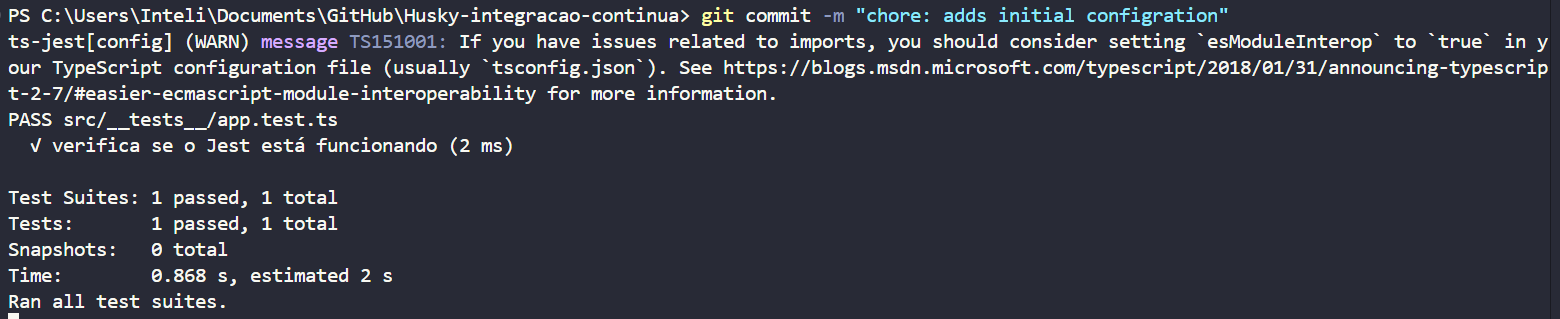 PS C:\Users\Inteli\Documents\GitHub\Husky-integracao-continua> git commit -m "chore: adds initial configration"
ts-jest[config] (WARN) message TS151001: If you have issues related to imports, you should consider setting `esModuleInterop` to `true` in y
our TypeScript configuration file (usually `tsconfig.json`). See https://blogs.msdn.microsoft.com/typescript/2018/01/31/announcing-typescrip
t-2-7/#easier-ecmascript-module-interoperability for more information.
PASS src/__tests__/app.test.ts
  √ verifica se o Jest está funcionando (2 ms)

Test Suites: 1 passed, 1 total
Tests:       1 passed, 1 total
Snapshots:   0 total
Time:        0.868 s, estimated 2 s
Ran all test suites.